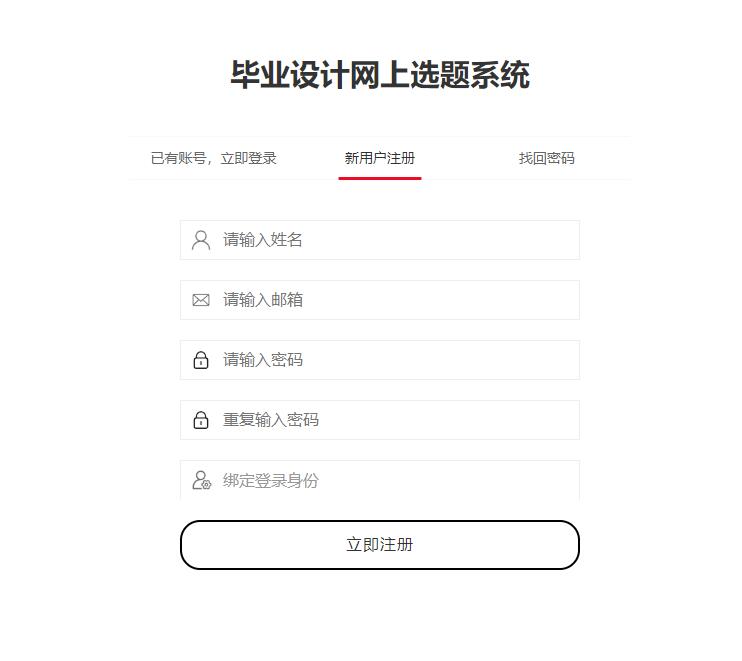 毕业设计网上选题系统
已有账号，立即登录 新用户注册 找回密码
请输入姓名
请输入邮箱
请输入密码
重复输入密码
绑定登录身份
立即注册